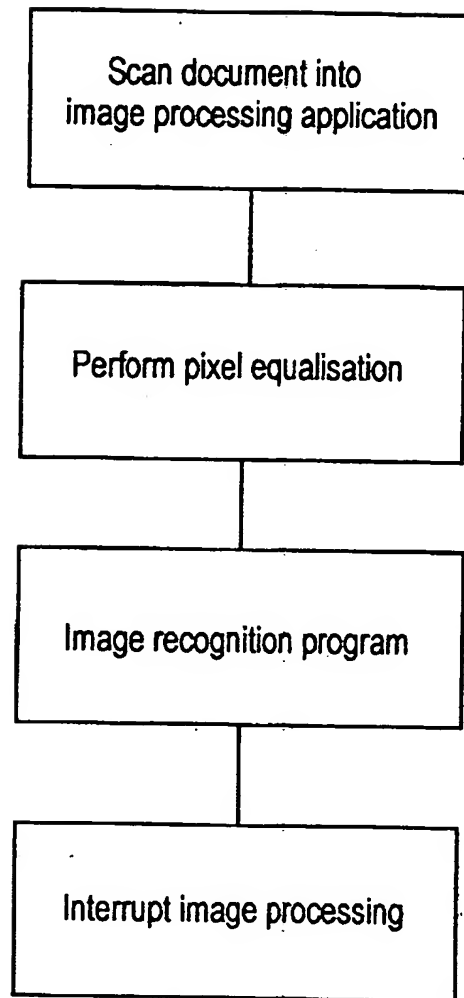 Scan document into
image processing application
Perform pixel equalisation
Image recognition program
Interrupt image processing